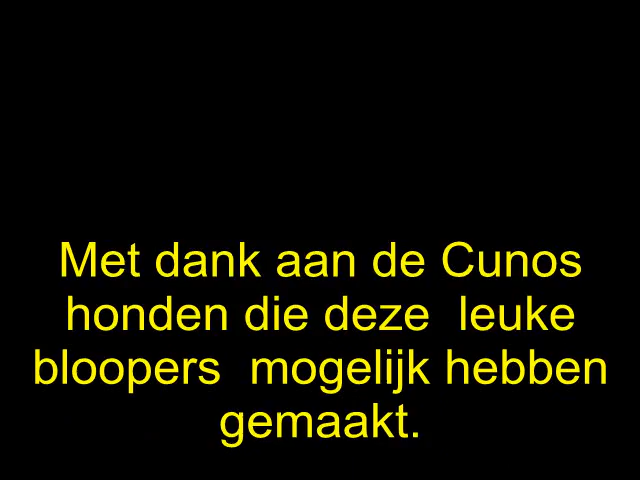 Met dank aan de Cunos
honden die deze  leuke
bloopers  mogelijk hebben
gemaakt.